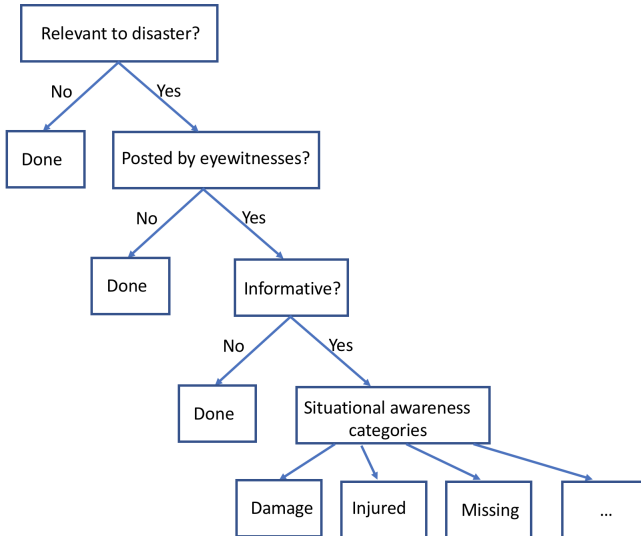 Relevant to disaster?
No
Yes
Done
Posted by eyewitnesses?
No
Yes
Done
Informative?
No
Yes
Done
Situational awareness
categories
Damage
Injured
Missing
...